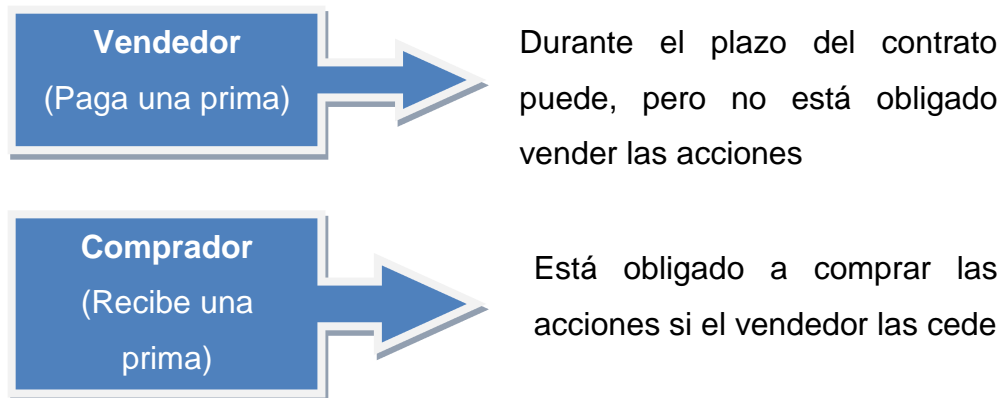 Vendedor
(Paga una prima)
Durante el plazo del contrato
puede, pero no está obligado
vender las acciones
Comprador
(Recibe una
prima)
Está obligado a comprar las
acciones si el vendedor las cede